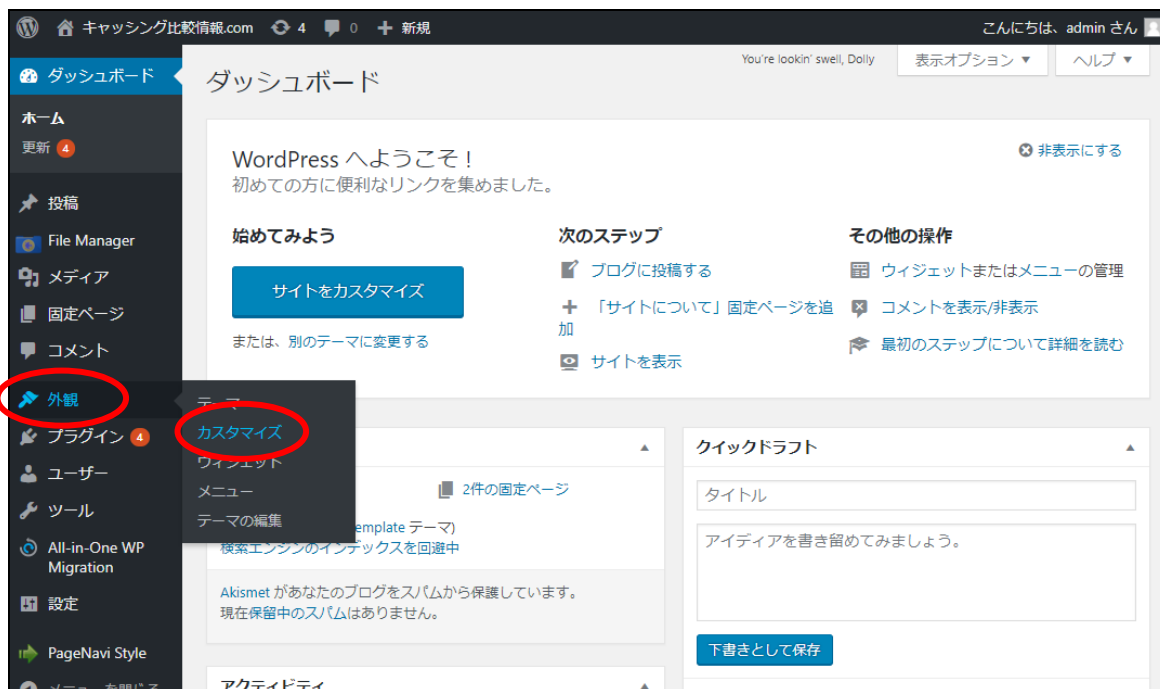 キャッシング比較情報.com 4 0 新規
こんにちは、admin さん
ダッシュボード
ホーム
更新 4
投稿
File Manager
メディア
固定ページ
コメント
外観
プラグイン 4
ユーザー
ツール
All-in-One WP
Migration
設定
PageNavi Style
メニューを閉じる
テーマ
カスタマイズ
ウィジェット
メニュー
テーマの編集
You're lookin' swell, Dolly
表示オプション ▼
ヘルプ ▼
ダッシュボード
WordPress へようこそ !
初めての方に便利なリンクを集めました。
非表示にする
始めてみよう
サイトをカスタマイズ
または、別のテーマに変更する
次のステップ
ブログに投稿する
「サイトについて」固定ページを追
加
サイトを表示
その他の操作
ウィジェットまたはメニューの管理
コメントを表示/非表示
最初のステップについて詳細を読む
2件の固定ページ
emplate テーマ)
検索エンジンのインデックスを回避中
Akismet があなたのブログをスパムから保護しています。
現在保留中のスパムはありません。
アクティビティ
クイックドラフト
タイトル
アイディアを書き留めてみましょう。
下書きとして保存